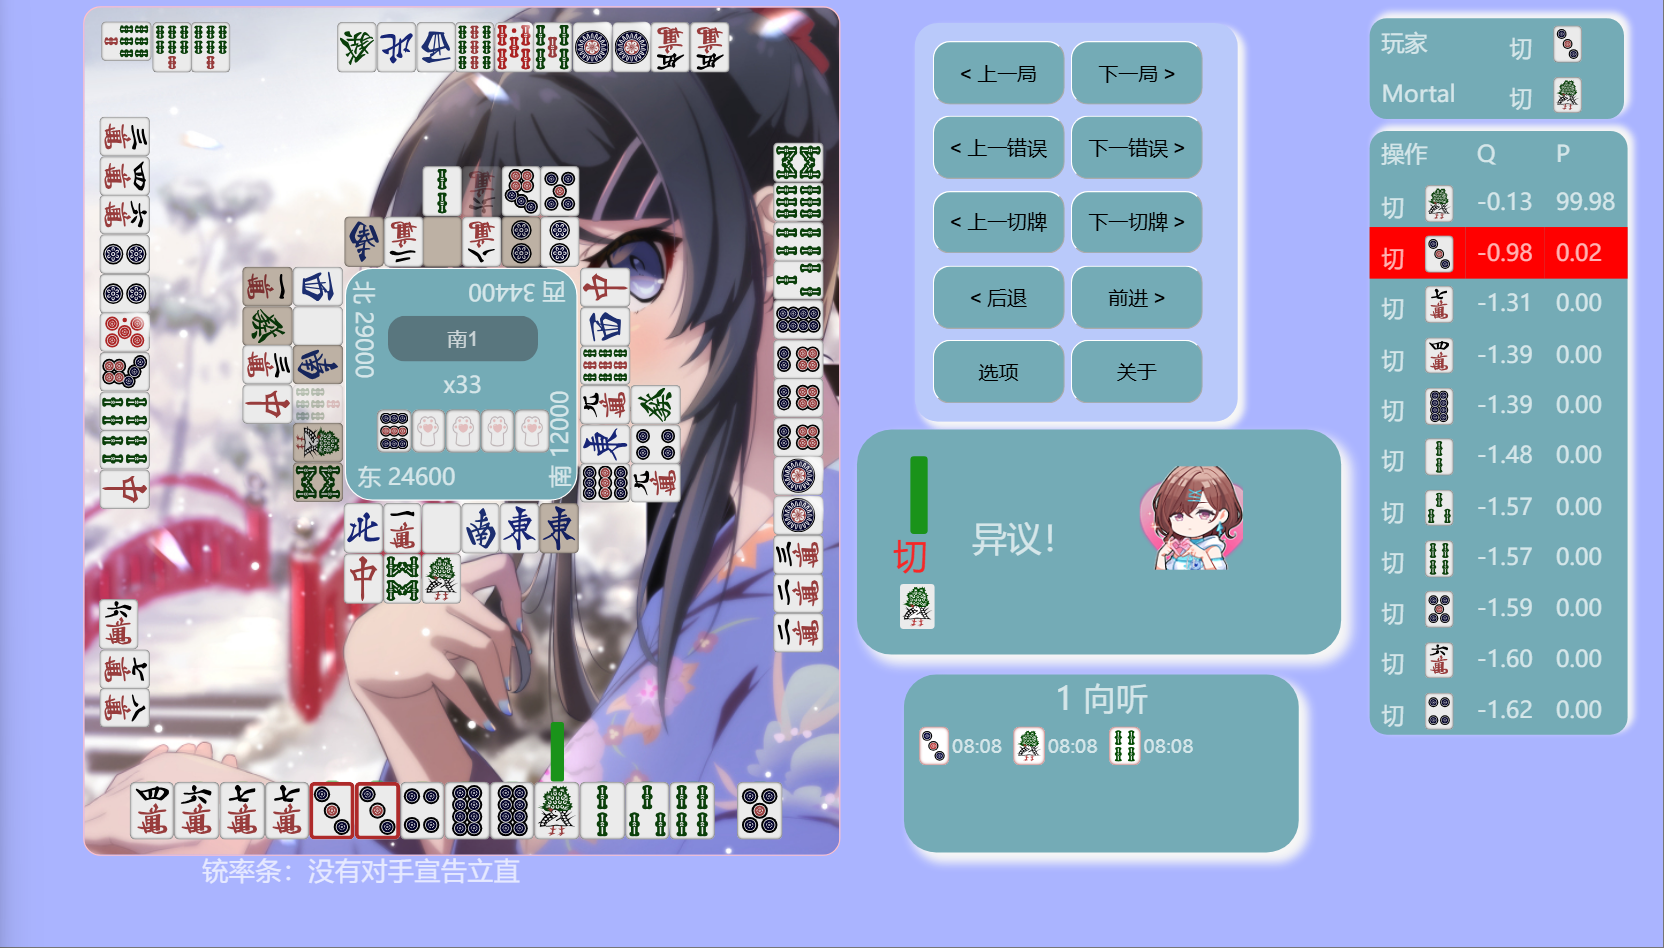 北 29000
西 34400
南1
x33
东 24600
南 12000
铳率条：没有对手宣告立直
< 上一局
下一局 >
< 上一错误
下一错误 >
< 上一切牌
下一切牌 >
< 后退
前进 >
选项
关于
切
异议！
1 向听
08:08 08:08 08:08
玩家 切
Mortal 切
操作 Q P
切 -0.13 99.98
切 -0.98 0.02
切 -1.31 0.00
切 -1.39 0.00
切 -1.39 0.00
切 -1.48 0.00
切 -1.57 0.00
切 -1.57 0.00
切 -1.59 0.00
切 -1.60 0.00
切 -1.62 0.00